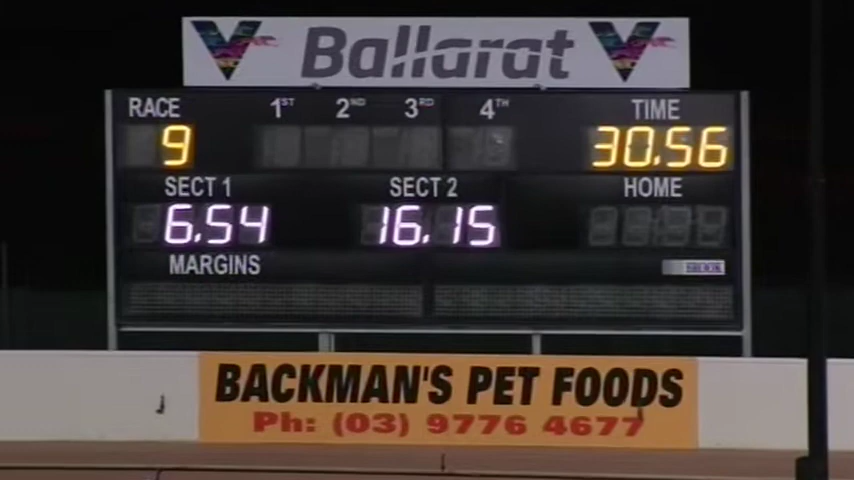 Ballarat
RACE 1ST 2ND 3RD 4TH TIME
9 30.56
SECT 1 SECT 2 HOME
6.54 16.15
MARGINS
BACKMAN'S PET FOODS
Ph: (03) 9776 4677